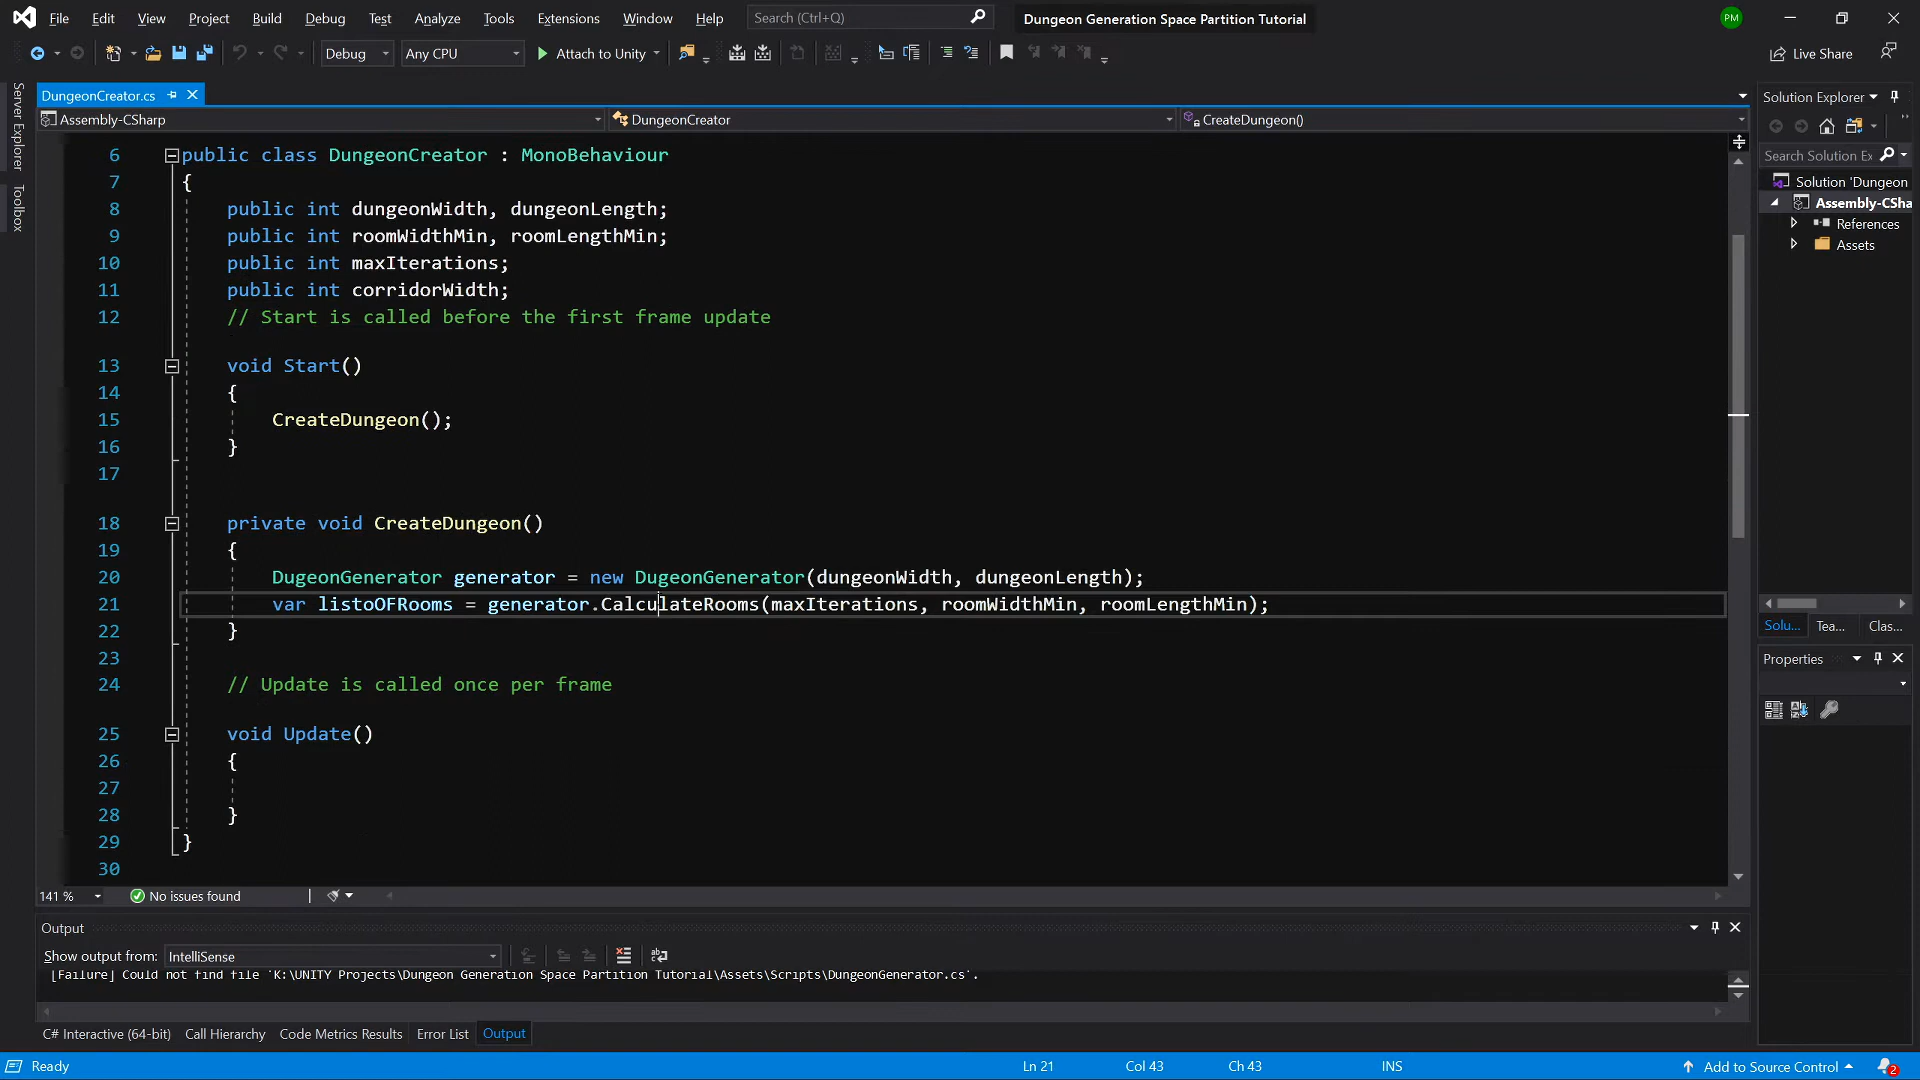 File Edit View Project Build Debug Test Analyze Tools Extensions Window Help Search (Ctrl+Q) Dungeon Generation Space Partition Tutorial PM
Debug Any CPU Attach to Unity Live Share
Server Explorer
Toolbox
DungeonCreator.cs
Assembly-CSharp DungeonCreator CreateDungeon()
6 public class DungeonCreator : MonoBehaviour
7 {
8 public int dungeonWidth, dungeonLength;
9 public int roomWidthMin, roomLengthMin;
10 public int maxIterations;
11 public int corridorWidth;
12 // Start is called before the first frame update
13 void Start()
14 {
15 CreateDungeon();
16 }
17
18 private void CreateDungeon()
19 {
20 DugeonGenerator generator = new DugeonGenerator(dungeonWidth, dungeonLength);
21 var listoOFRooms = generator.CalculateRooms(maxIterations, roomWidthMin, roomLengthMin);
22 }
23
24 // Update is called once per frame
25 void Update()
26 {
27
28 }
29 }
30
141 % No issues found
Output
Show output from: IntelliSense
[Failure] Could not find file 'K:\UNITY Projects\Dungeon Generation Space Partition Tutorial\Assets\Scripts\DungeonGenerator.cs'.
C# Interactive (64-bit) Call Hierarchy Code Metrics Results Error List Output
Solution Explorer
Search Solution Ex
Solution 'Dungeon
Assembly-CSha
References
Assets
Solu... Tea... Clas...
Properties
Ready Ln 21 Col 43 Ch 43 INS Add to Source Control 2